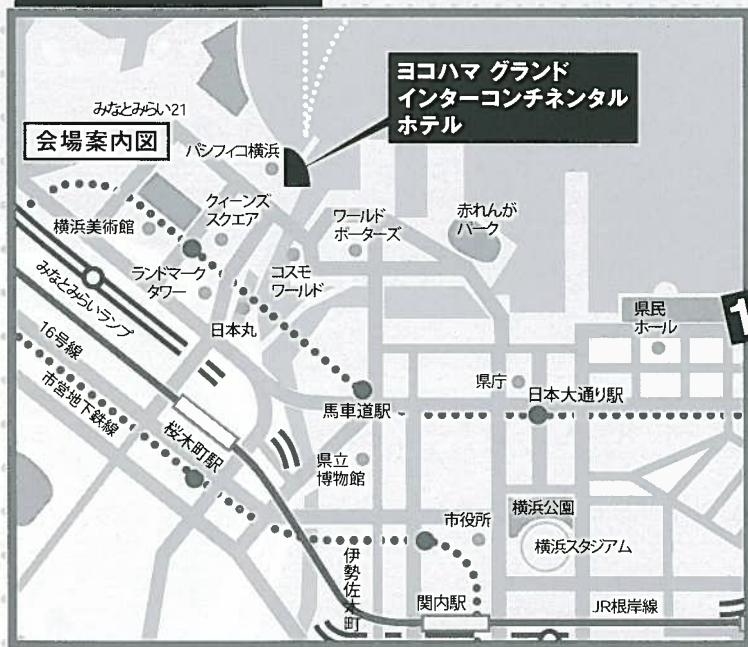 ヨコハマ グランド
インターコンチネンタル
ホテル
みなとみらい21
会場案内図
パシフィコ横浜
クィーンズ
スクエア
ワールド
ポーターズ
赤れんが
パーク
横浜美術館
ランドマーク
タワー
コスモ
ワールド
みなとみらいランプ
日本丸
県民
ホール
1
16号線
市営地下鉄線
桜木町駅
馬車道駅
県庁
日本大通り駅
県立
博物館
市役所
横浜公園
横浜スタジアム
伊勢佐木町
関内駅
JR根岸線